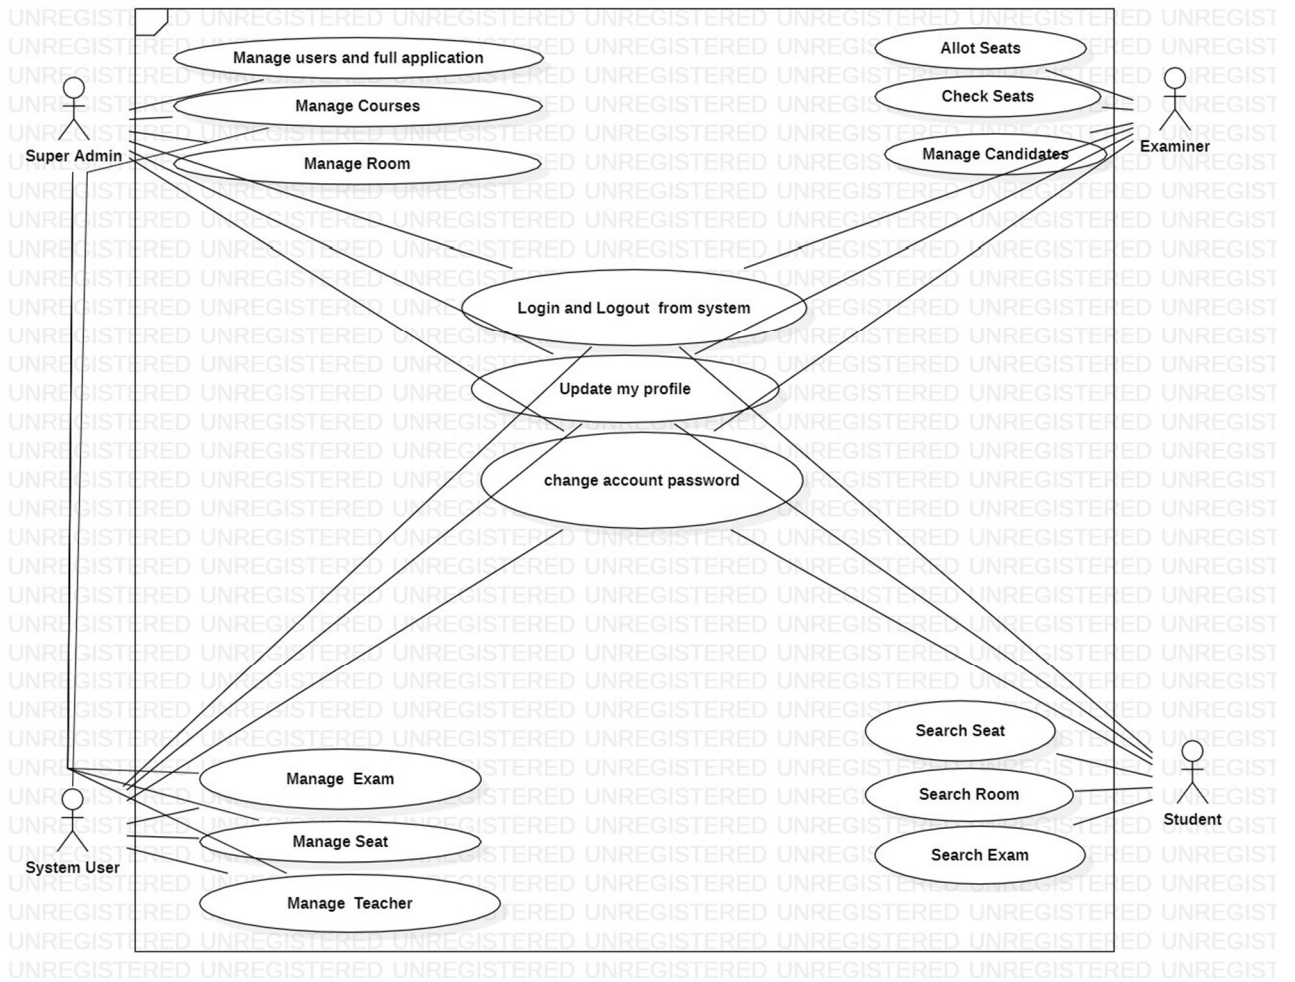 Manage users and full application
Allot Seats
Manage Courses
Check Seats
Super Admin
Manage Room
Manage Candidates
Examiner
Login and Logout  from system
Update my profile
change account password
Search Seat
Manage  Exam
Search Room
Student
Manage Seat
Search Exam
System User
Manage  Teacher
UNREGISTERED